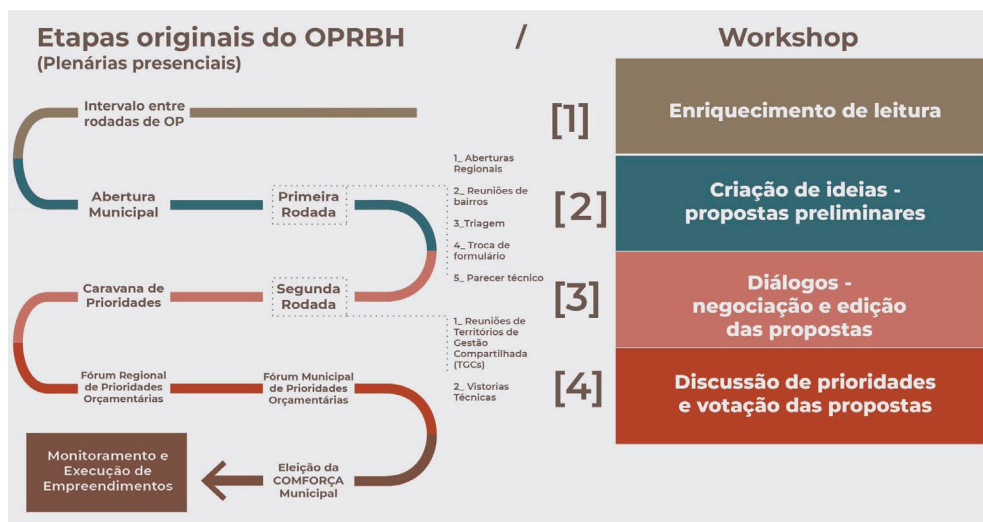 Etapas originais do OPRBH
(Plenárias presenciais)
/
Workshop
Intervalo entre
rodadas de OP
Abertura
Municipal
Primeira
Rodada
1_ Aberturas
Regionais
2_ Reuniões de
bairros
3_Triagem
4_ Troca de
formulário
5_ Parecer técnico
Caravana de
Prioridades
Segunda
Rodada
1_ Reuniões de
Territórios de
Gestão
Compartilhada
(TGCs)
2_ Vistorias
Técnicas
Fórum Regional
de Prioridades
Orçamentárias
Fórum Municipal
de Prioridades
Orçamentárias
Eleição da
COMFORÇA
Municipal
Monitoramento e
Execução de
Empreendimentos
[1]
Enriquecimento de leitura
[2]
Criação de ideias -
propostas preliminares
[3]
Diálogos -
negociação e edição
das propostas
[4]
Discussão de prioridades
e votação das propostas